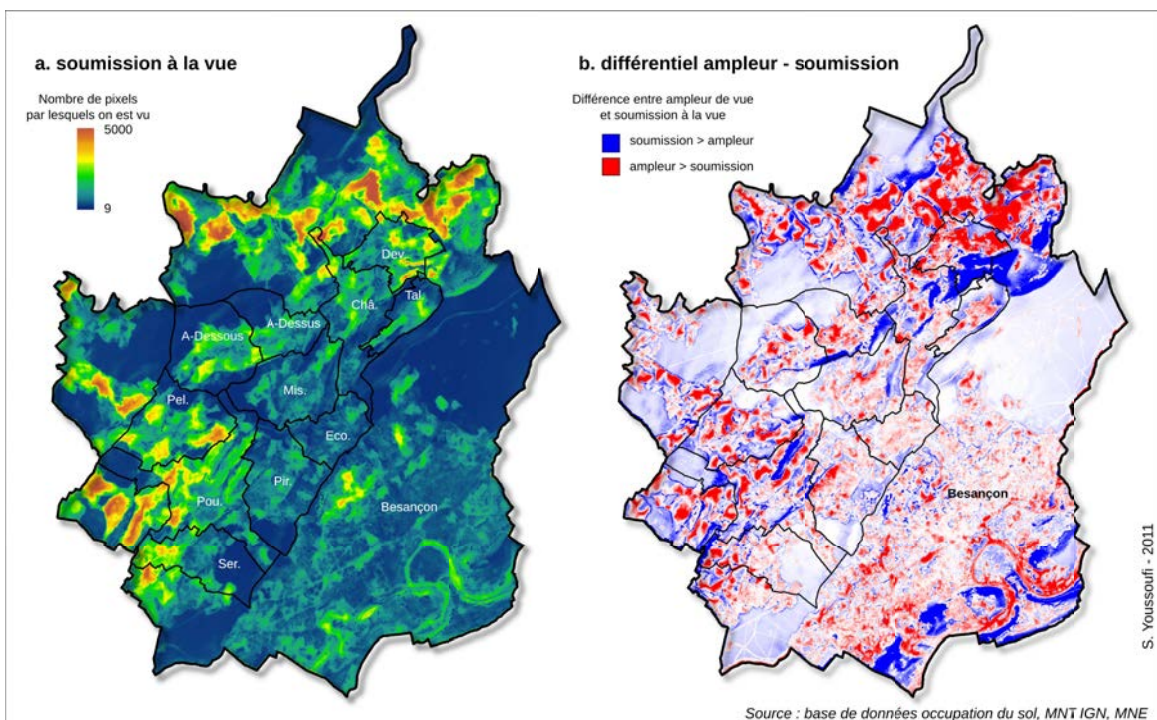 a. soumission à la vue
Nombre de pixels
par lesquels on est vu
5000
9
Dev.
Tal.
Châ.
A-Dessus
A-Dessous
Mis.
Pel.
Eco.
Pir.
Pou.
Besançon
Ser.
b. différentiel ampleur - soumission
Différence entre ampleur de vue
et soumission à la vue
soumission > ampleur
ampleur > soumission
Besançon
S. Youssoufi - 2011
Source : base de données occupation du sol, MNT IGN, MNE